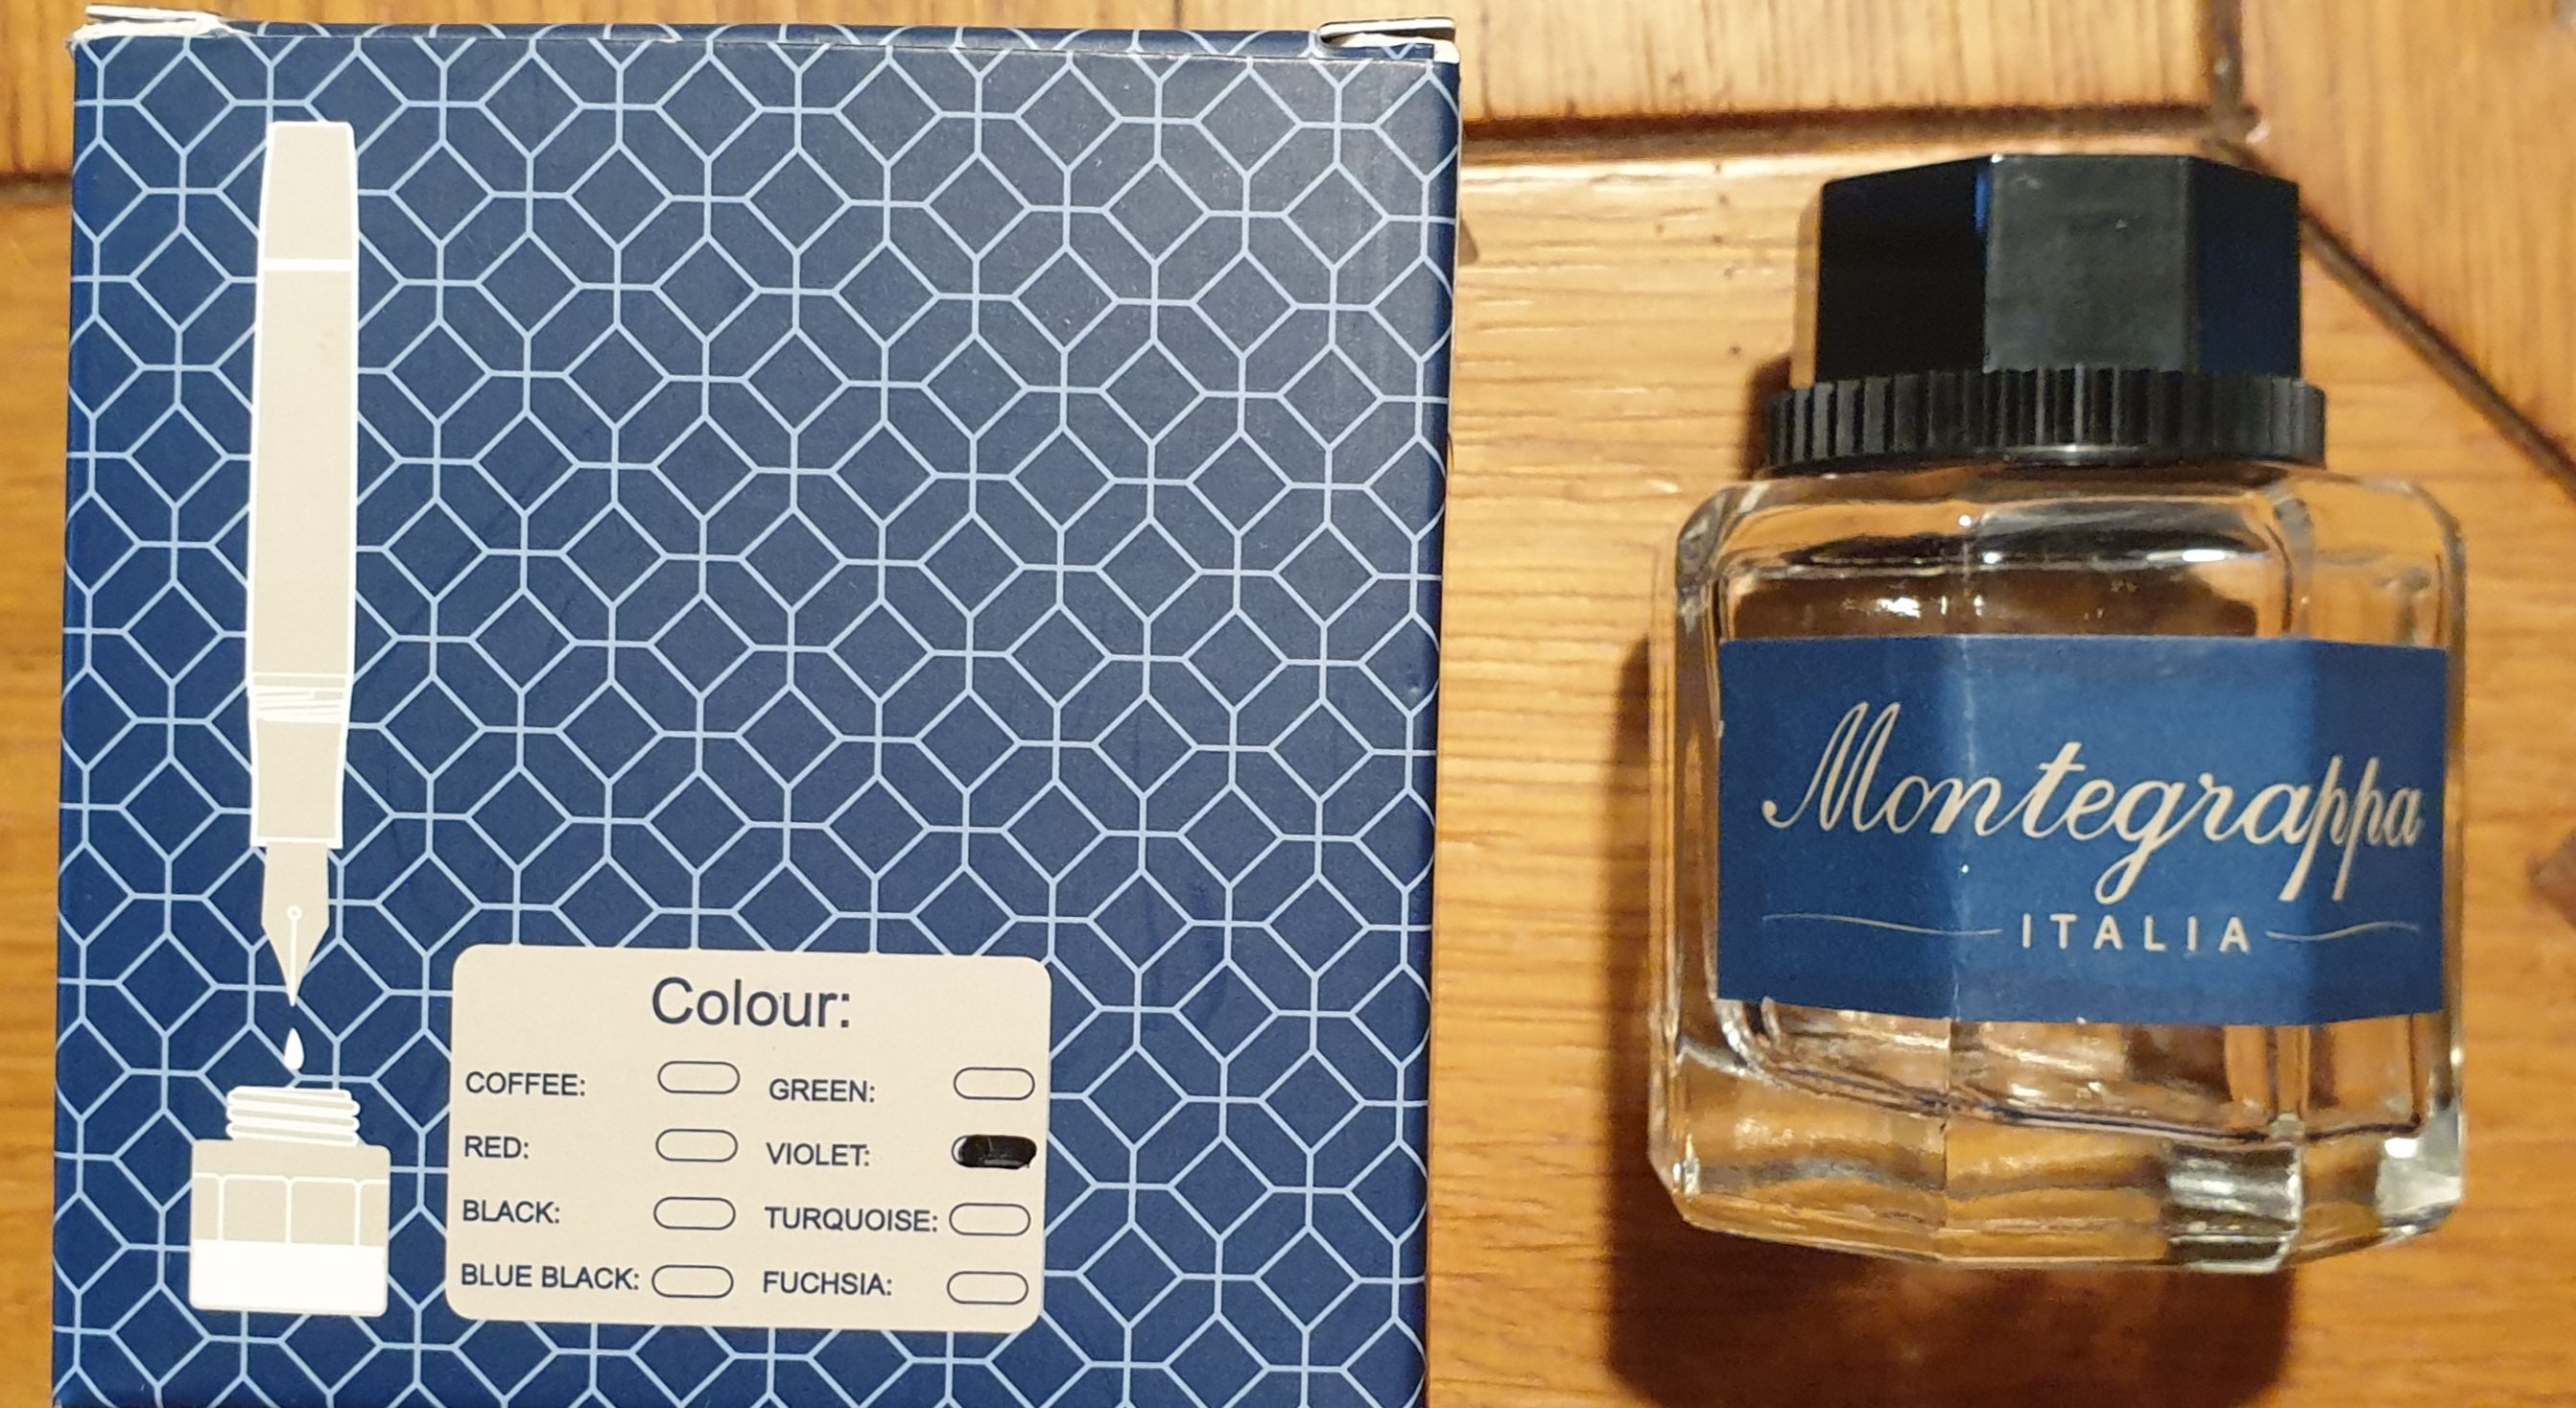 Colour:
COFFEE: GREEN:
RED: VIOLET:
BLACK: TURQUOISE:
BLUE BLACK: FUCHSIA:
Montegrappa
ITALIA